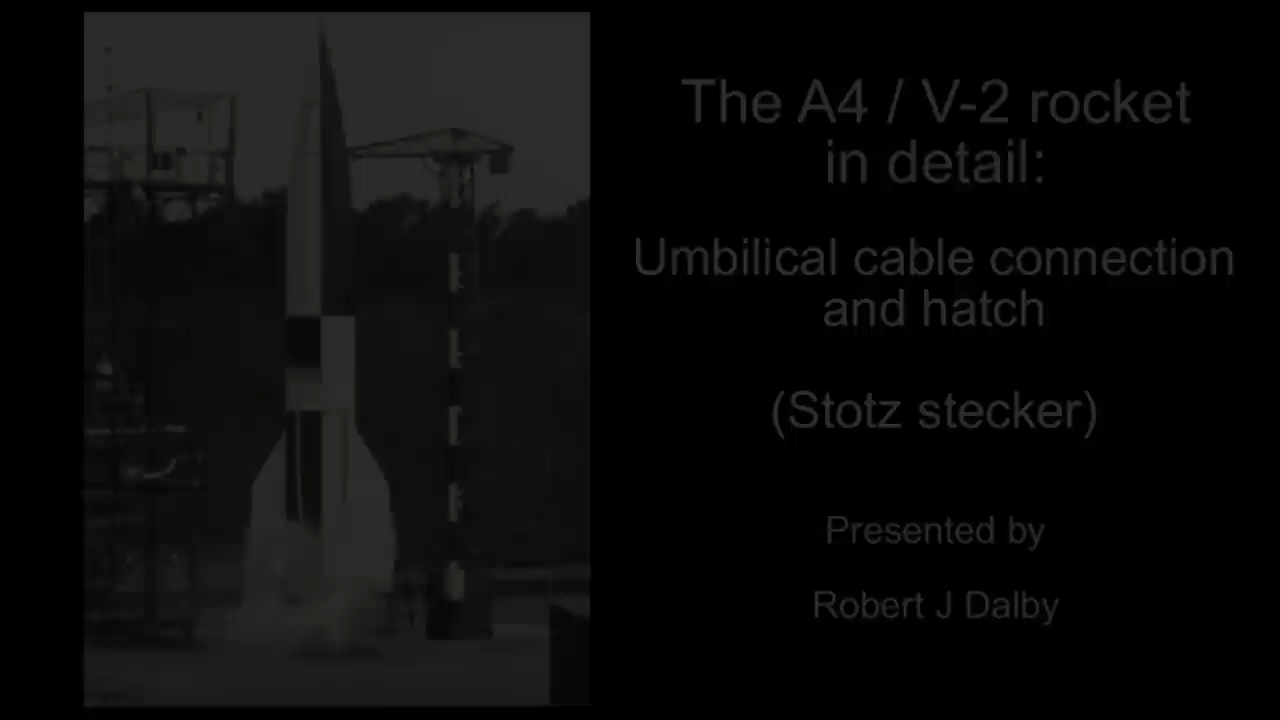 The A4 / V-2 rocket
in detail:
Umbilical cable connection
and hatch
(Stotz stecker)
Presented by
Robert J Dalby